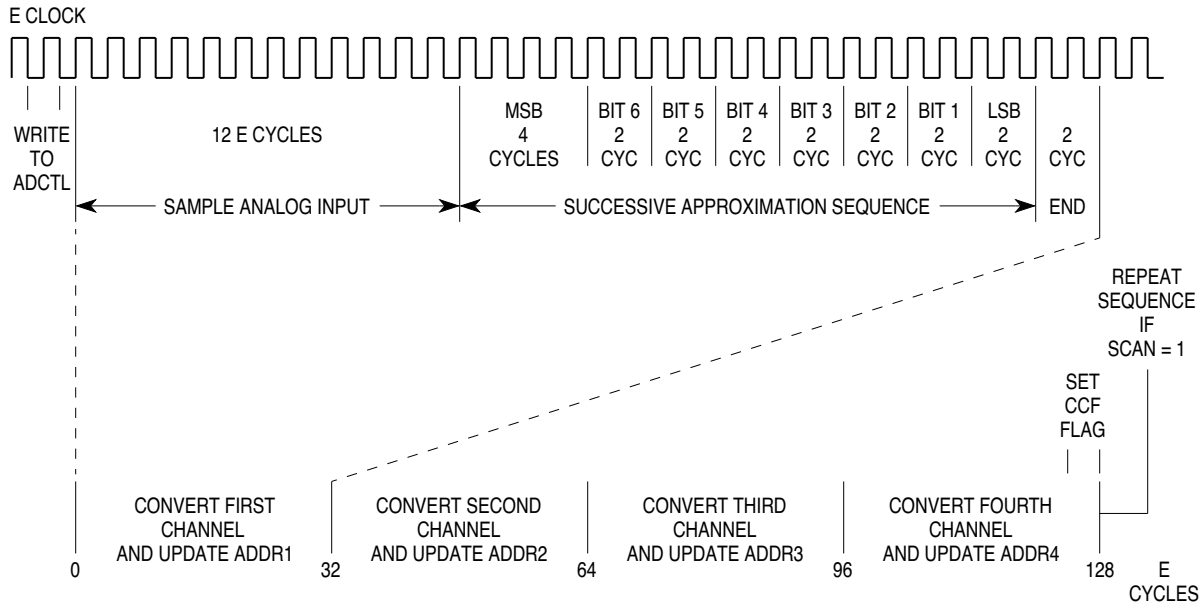 E CLOCK
WRITE
TO
ADCTL
12 E CYCLES
MSB
4
CYCLES
BIT 6
2
CYC
BIT 5
2
CYC
BIT 4
2
CYC
BIT 3
2
CYC
BIT 2
2
CYC
BIT 1
2
CYC
LSB
2
CYC
2
CYC
SAMPLE ANALOG INPUT
SUCCESSIVE APPROXIMATION SEQUENCE
END
REPEAT
SEQUENCE
IF
SCAN = 1
SET
CCF
FLAG
CONVERT FIRST
CHANNEL
AND UPDATE ADDR1
CONVERT SECOND
CHANNEL
AND UPDATE ADDR2
CONVERT THIRD
CHANNEL
AND UPDATE ADDR3
CONVERT FOURTH
CHANNEL
AND UPDATE ADDR4
0
32
64
96
128
E
CYCLES